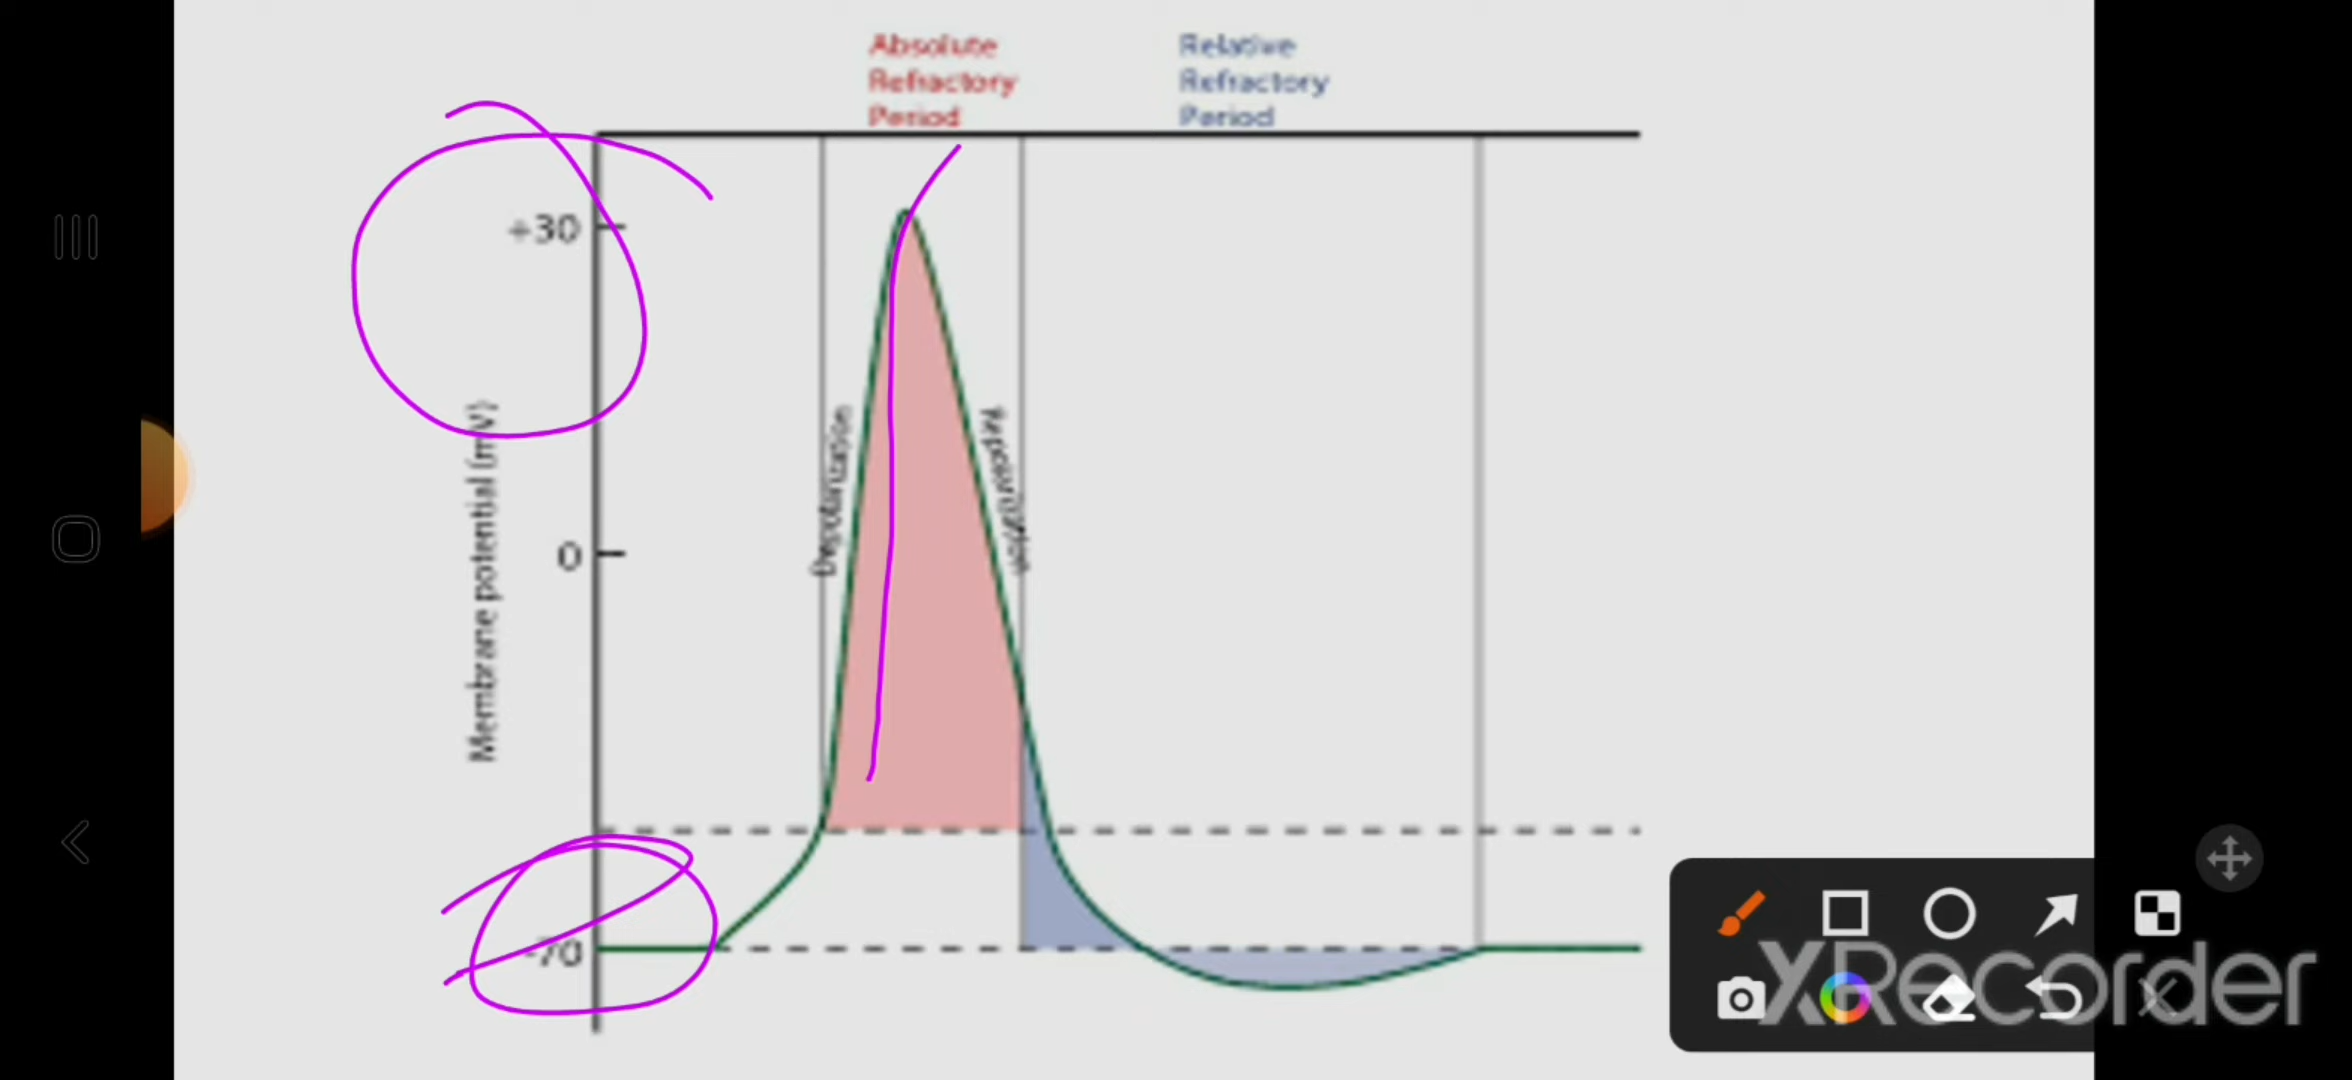 Absolute
Refractory
Period
Relative
Refractory
Period
+30
Membrane potential (mV)
0
Depolarization
Repolarization
-70
XRecorder